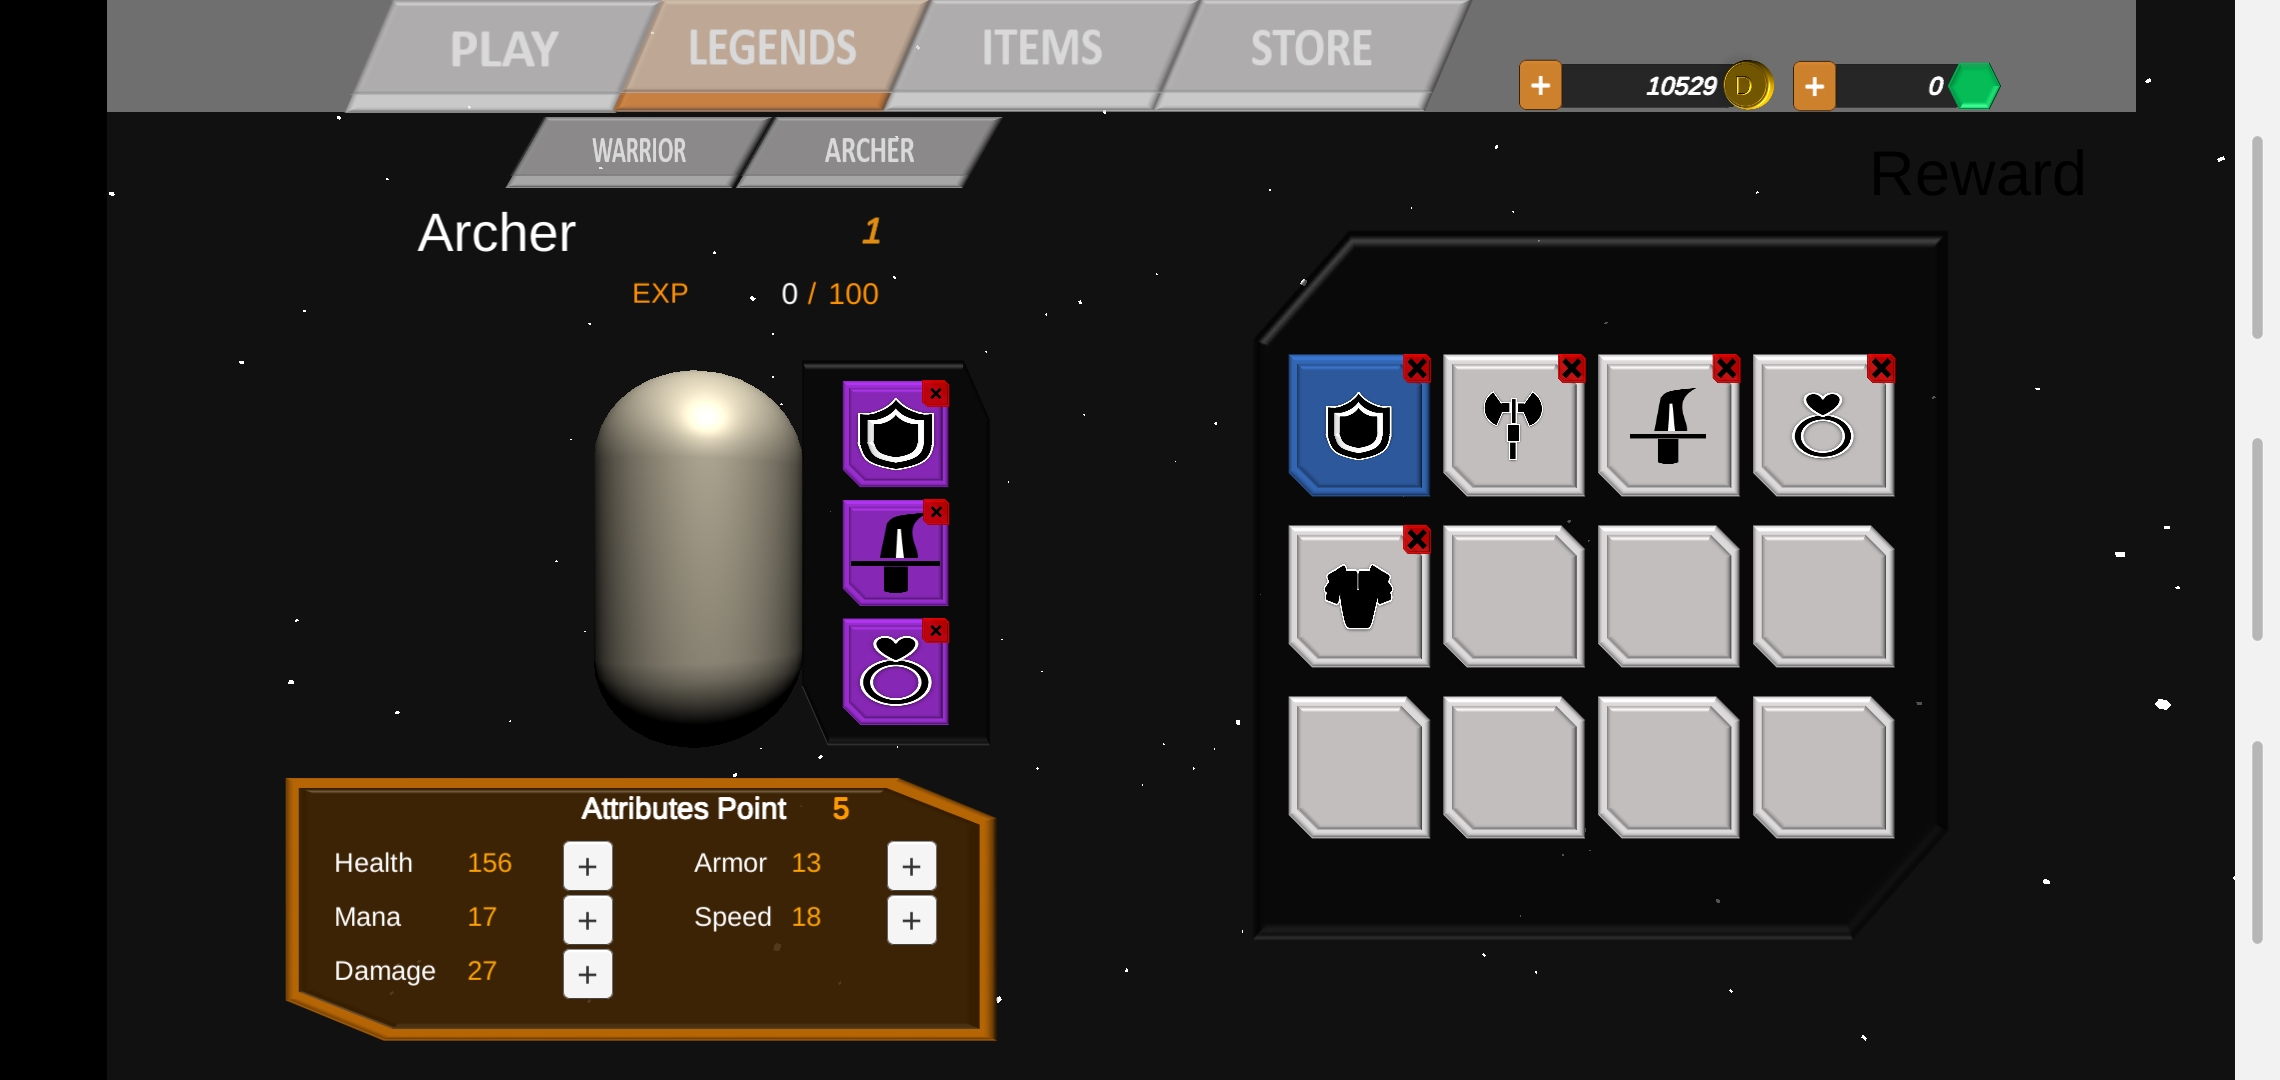 PLAY LEGENDS ITEMS STORE
+ 10529 D + 0
WARRIOR ARCHER
Reward
Archer 1
EXP 0 / 100
Attributes Point 5
Health 156 + Armor 13 +
Mana 17 + Speed 18 +
Damage 27 +